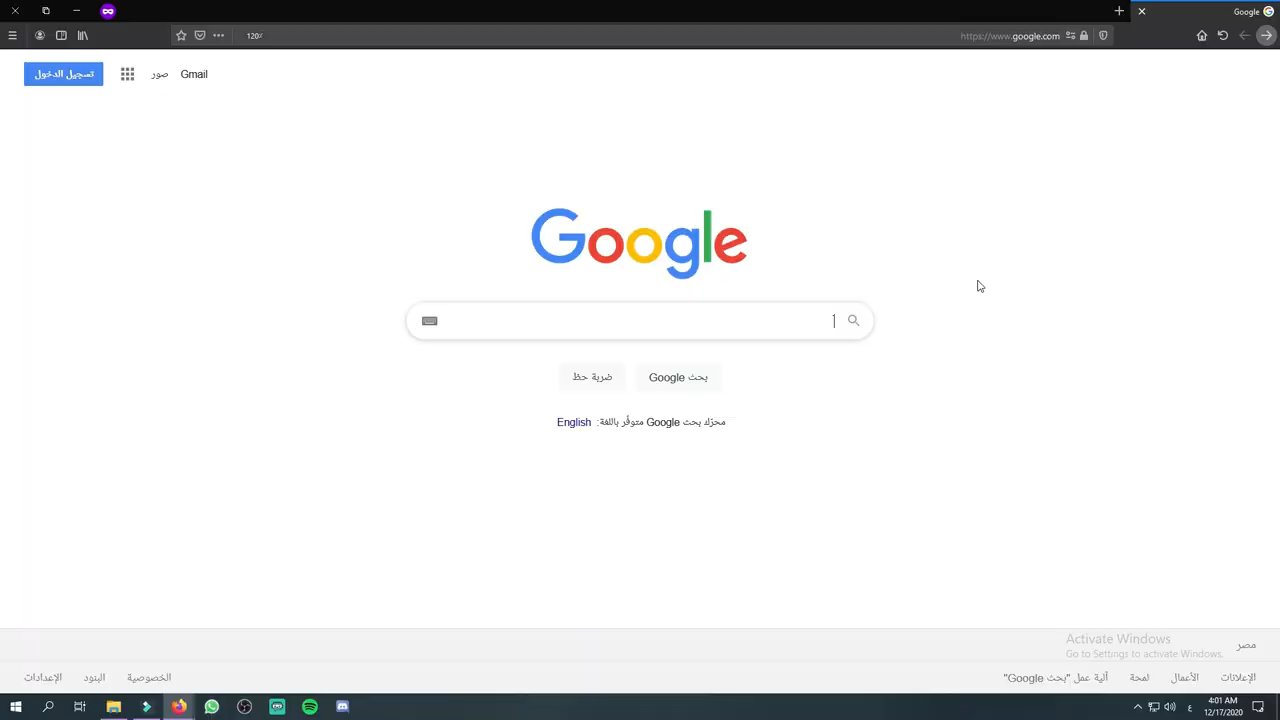 Google
120٪
https://www.google.com
تسجيل الدخول
صور
Gmail
Google
بحث Google
ضربة حظ
محرّك بحث Google متوفّر باللغة: English
Activate Windows
Go to Settings to activate Windows.
مصر
الإعلانات
الأعمال
لمحة
آلية عمل "بحث Google"
الخصوصية
البنود
الإعدادات
ع
4:01 AM
12/17/2020